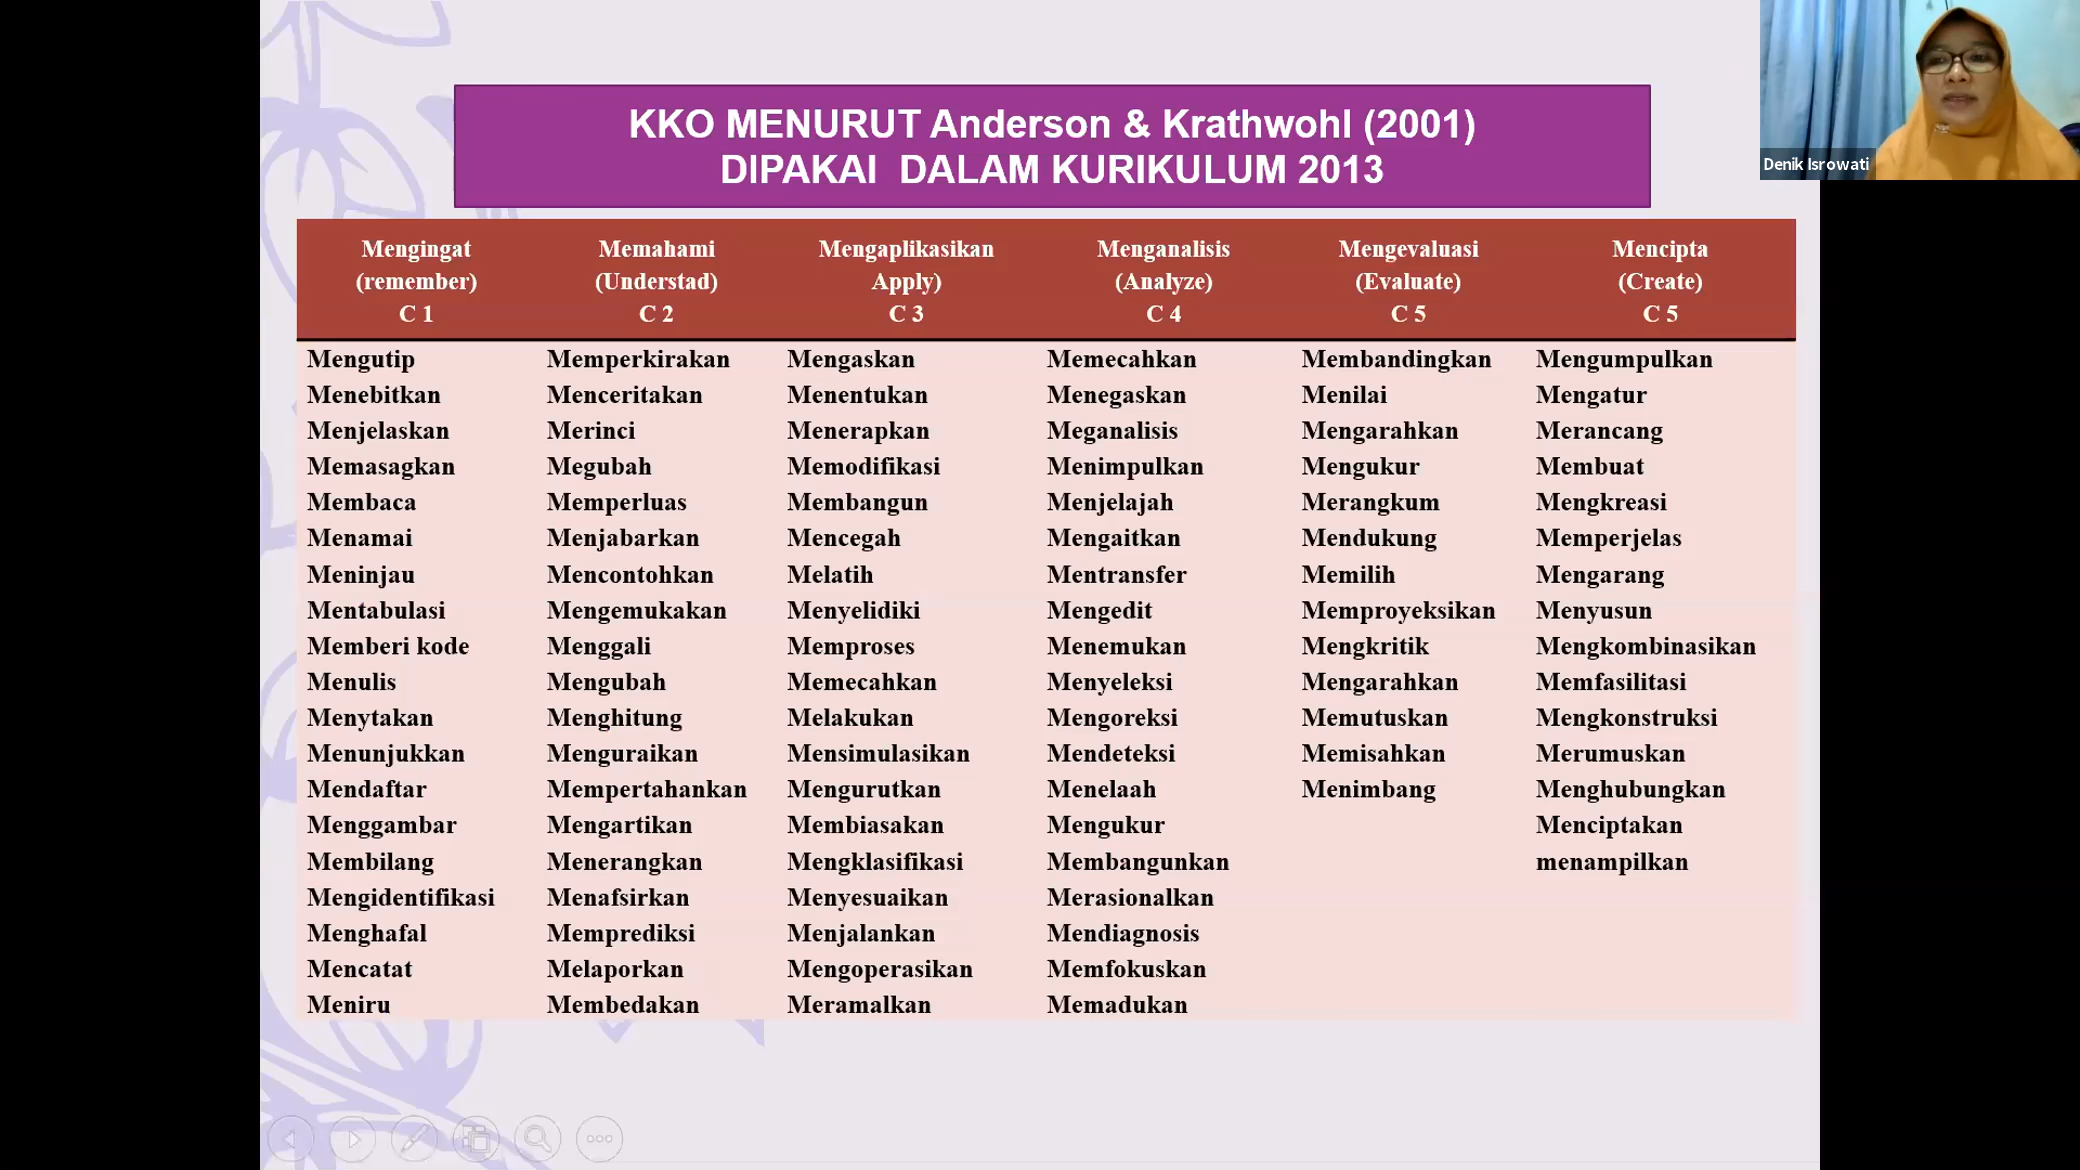 KKO MENURUT Anderson & Krathwohl (2001)
DIPAKAI DALAM KURIKULUM 2013
Denik Isrowati
Mengingat Memahami Mengaplikasikan Menganalisis Mengevaluasi Mencipta
(remember) (Understad) Apply) (Analyze) (Evaluate) (Create)
C 1 C 2 C 3 C 4 C 5 C 5
Mengutip Memperkirakan Mengaskan Memecahkan Membandingkan Mengumpulkan
Menebitkan Menceritakan Menentukan Menegaskan Menilai Mengatur
Menjelaskan Merinci Menerapkan Meganalisis Mengarahkan Merancang
Memasagkan Megubah Memodifikasi Menimpulkan Mengukur Membuat
Membaca Memperluas Membangun Menjelajah Merangkum Mengkreasi
Menamai Menjabarkan Mencegah Mengaitkan Mendukung Memperjelas
Meninjau Mencontohkan Melatih Mentransfer Memilih Mengarang
Mentabulasi Mengemukakan Menyelidiki Mengedit Memproyeksikan Menyusun
Memberi kode Menggali Memproses Menemukan Mengkritik Mengkombinasikan
Menulis Mengubah Memecahkan Menyeleksi Mengarahkan Memfasilitasi
Menytakan Menghitung Melakukan Mengoreksi Memutuskan Mengkonstruksi
Menunjukkan Menguraikan Mensimulasikan Mendeteksi Memisahkan Merumuskan
Mendaftar Mempertahankan Mengurutkan Menelaah Menimbang Menghubungkan
Menggambar Mengartikan Membiasakan Mengukur Menciptakan
Membilang Menerangkan Mengklasifikasi Membangunkan menampilkan
Mengidentifikasi Menafsirkan Menyesuaikan Merasionalkan
Menghafal Memprediksi Menjalankan Mendiagnosis
Mencatat Melaporkan Mengoperasikan Memfokuskan
Meniru Membedakan Meramalkan Memadukan